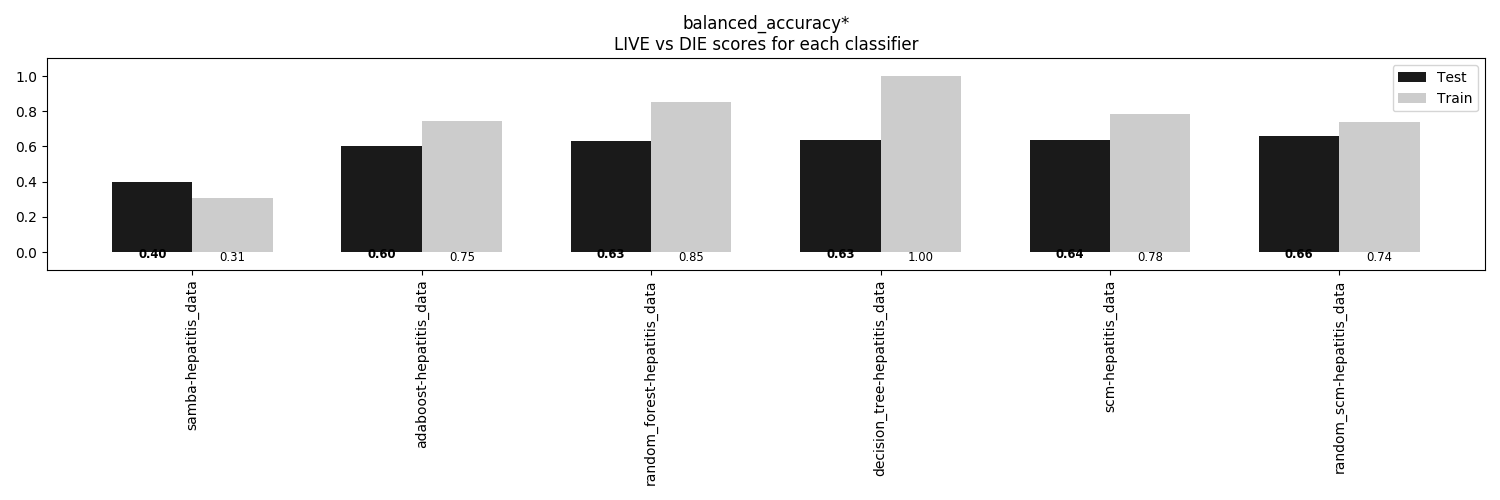 balanced_accuracy*
LIVE vs DIE scores for each classifier
Test
Train
1.0
0.8
0.6
0.4
0.2
0.0
0.40
0.31
0.60
0.75
0.63
0.85
0.63
1.00
0.64
0.78
0.66
0.74
samba-hepatitis_data
adaboost-hepatitis_data
random_forest-hepatitis_data
decision_tree-hepatitis_data
scm-hepatitis_data
random_scm-hepatitis_data